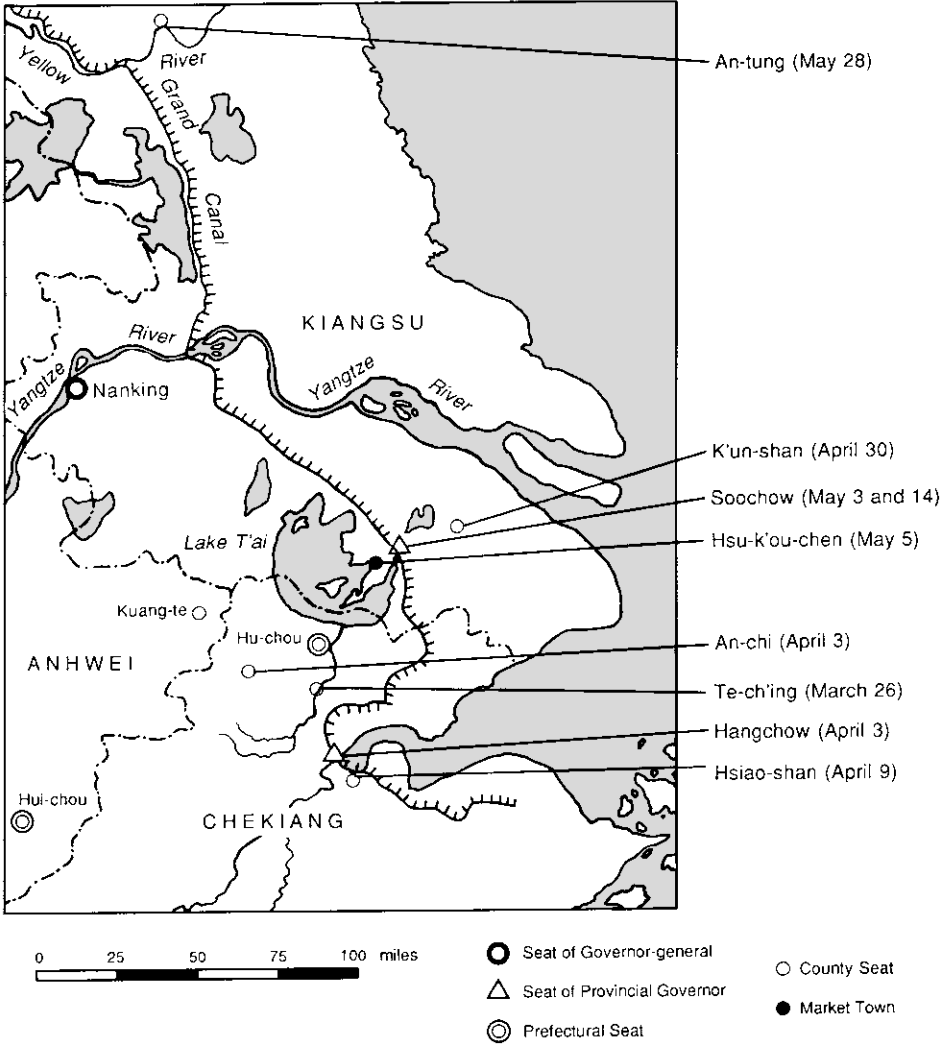 An-tung (May 28)
Yellow
River
Grand
Canal
KIANGSU
River
Yangtze
Nanking
Yangtze
River
K'un-shan (April 30)
Soochow (May 3 and 14)
Lake T'ai
Hsu-k'ou-chen (May 5)
Kuang-te
Hu-chou
An-chi (April 3)
ANHWEI
Te-ch'ing (March 26)
Hangchow (April 3)
Hsiao-shan (April 9)
Hui-chou
CHEKIANG
0 25 50 75 100 miles
Seat of Governor-general
Seat of Provincial Governor
Prefectural Seat
County Seat
Market Town